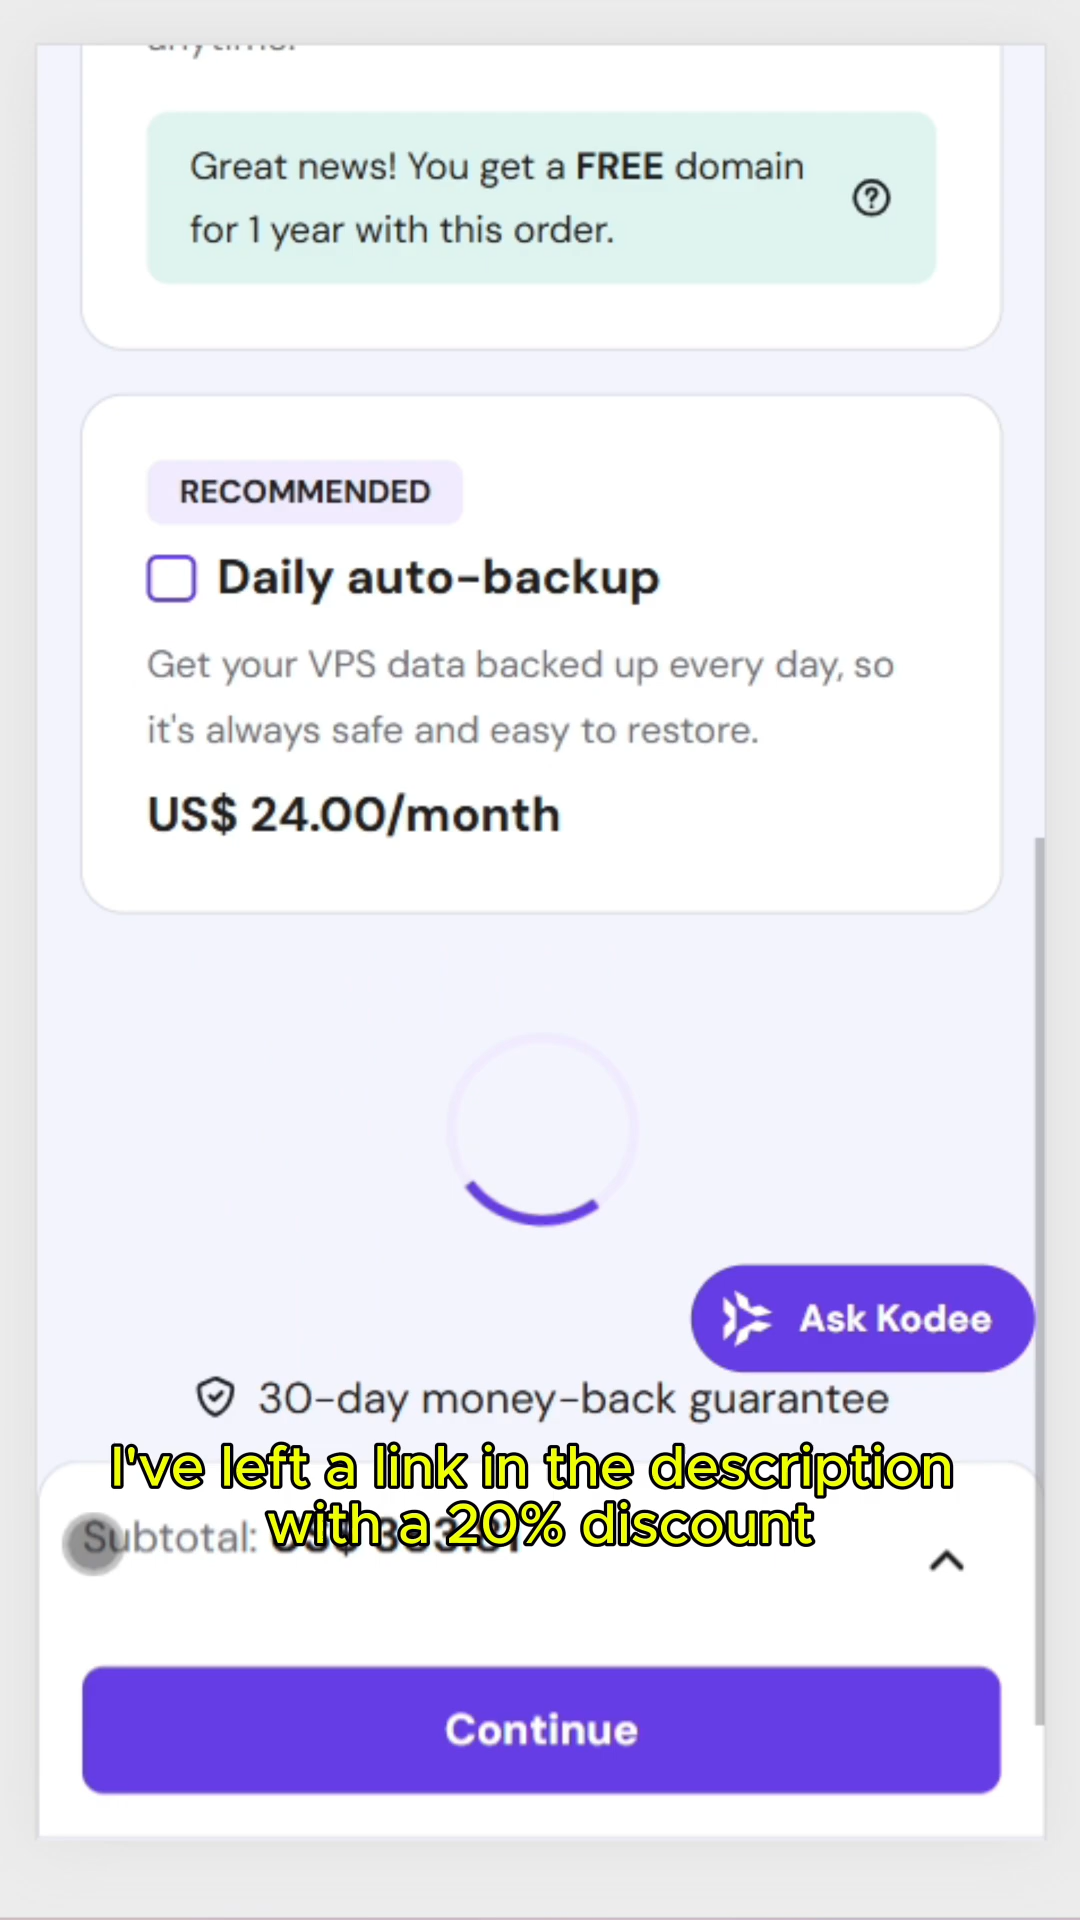 anytime.
Great news! You get a FREE domain
for 1 year with this order.
RECOMMENDED
Daily auto-backup
Get your VPS data backed up every day, so
it's always safe and easy to restore.
US$ 24.00/month
Ask Kodee
30-day money-back guarantee
I've left a link in the description
with a 20% discount
Subtotal: US$
Continue